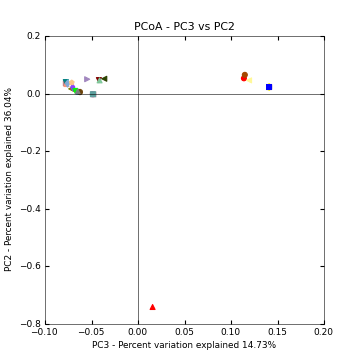 PCoA - PC3 vs PC2
0.2
0.0
−0.2
−0.4
−0.6
−0.8
PC2 - Percent variation explained 36.04%
−0.10 −0.05 0.00 0.05 0.10 0.15 0.20
PC3 - Percent variation explained 14.73%